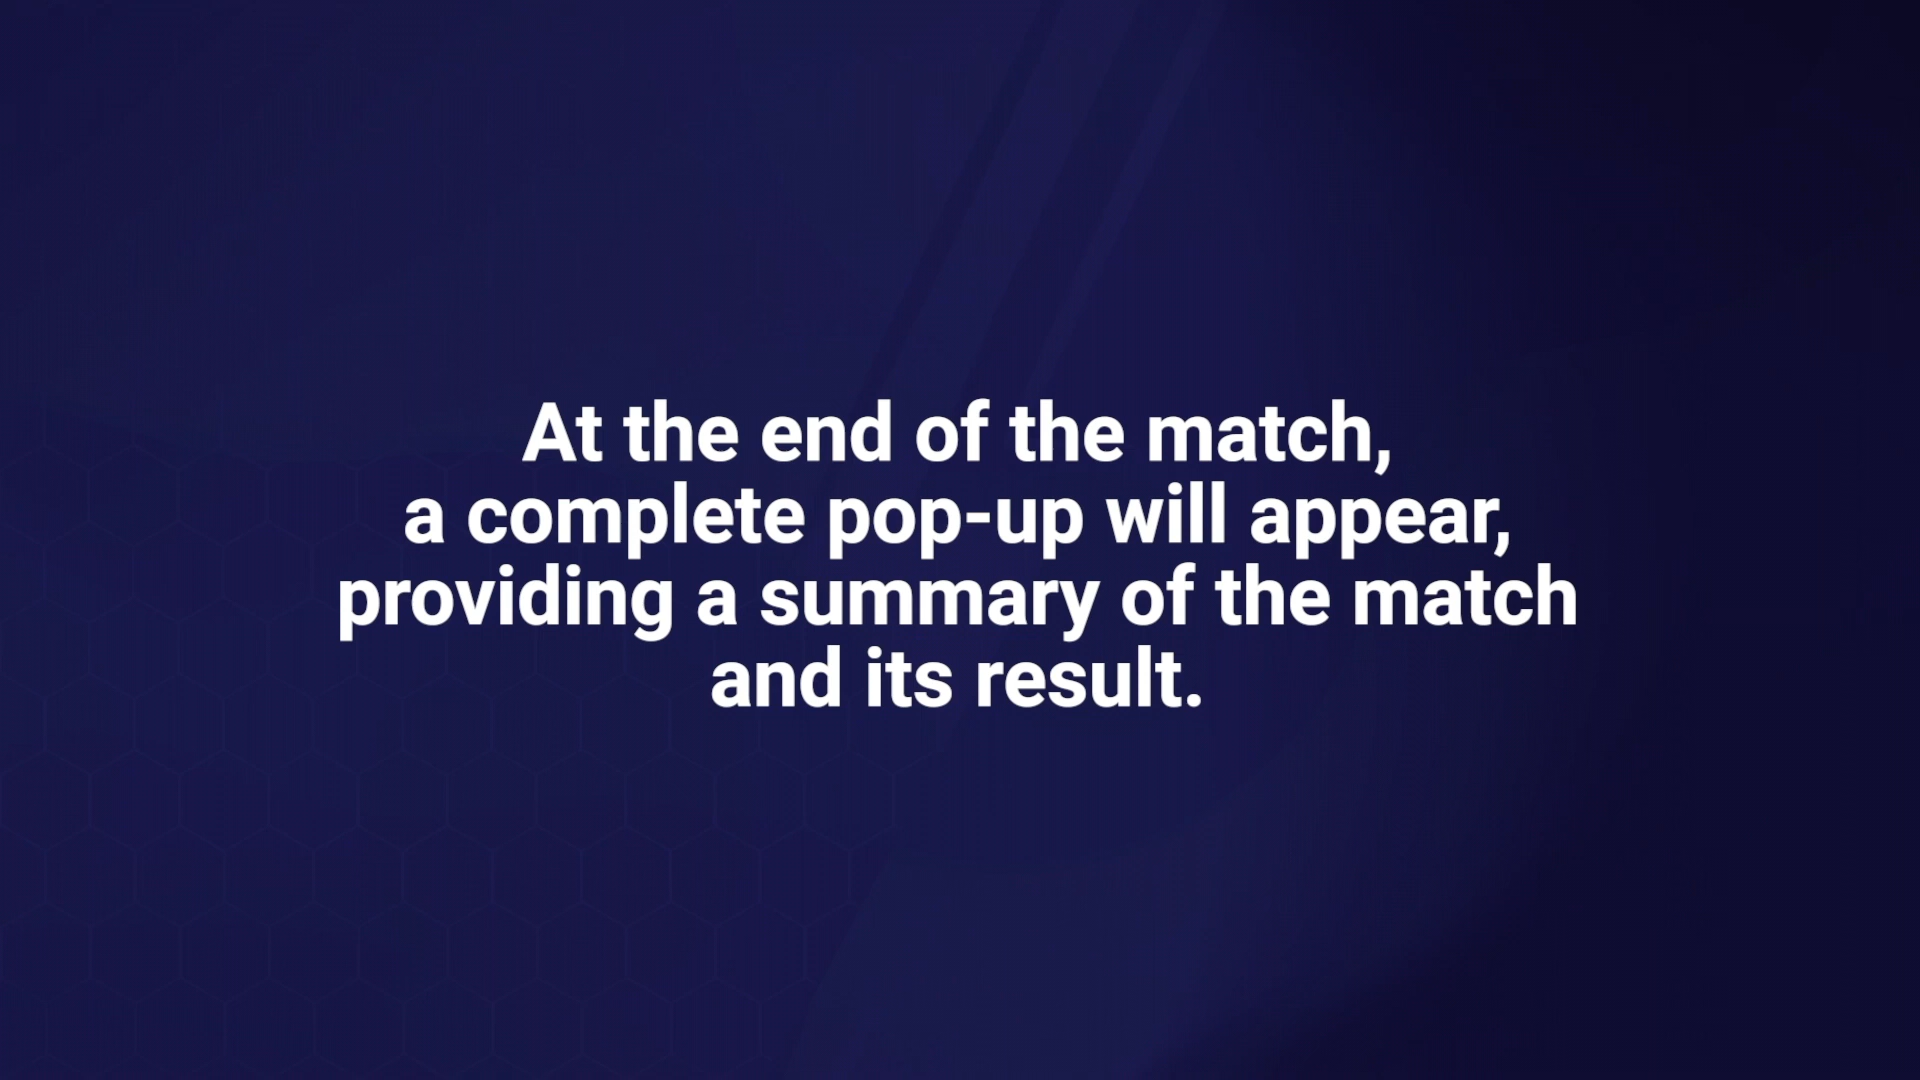 At the end of the match,
a complete pop-up will appear,
providing a summary of the match
and its result.